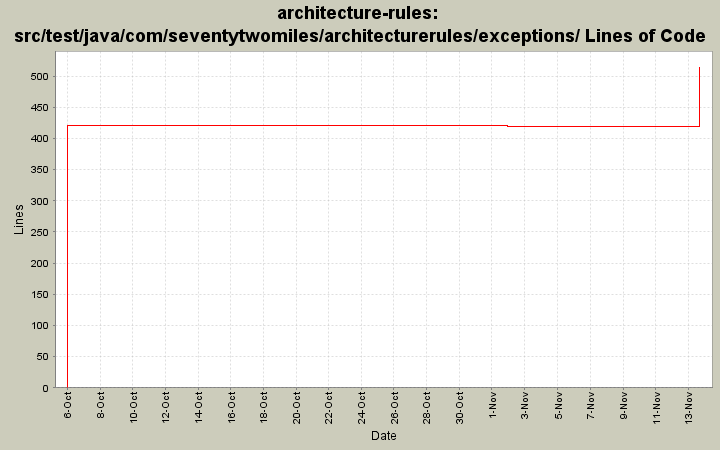 architecture-rules:
src/test/java/com/seventytwomiles/architecturerules/exceptions/ Lines of Code
500
450
400
350
300
250
200
150
100
50
0
Lines
6-Oct
8-Oct
10-Oct
12-Oct
14-Oct
16-Oct
18-Oct
20-Oct
22-Oct
24-Oct
26-Oct
28-Oct
30-Oct
1-Nov
3-Nov
5-Nov
7-Nov
9-Nov
11-Nov
13-Nov
Date